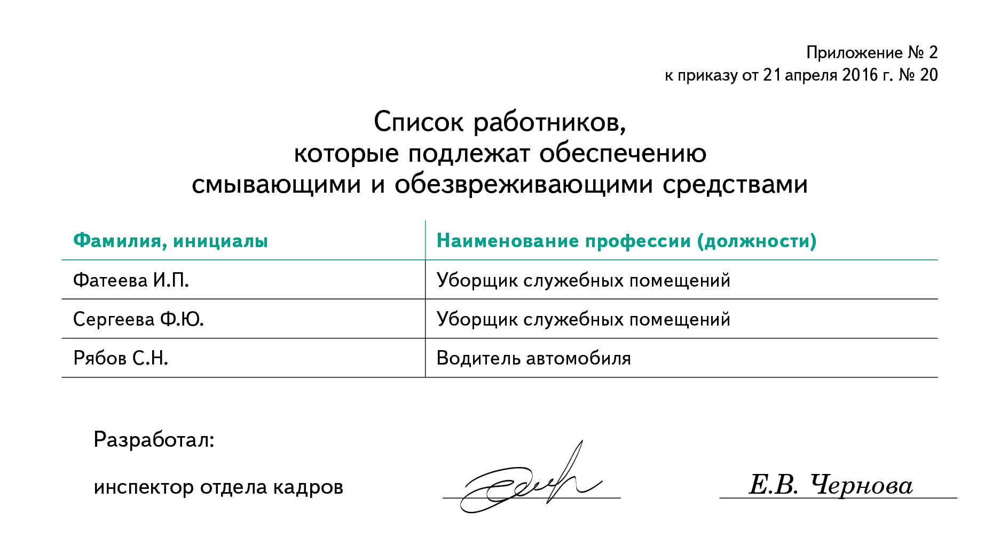 Приложение № 2
к приказу от 21 апреля 2016 г. № 20
Список работников,
которые подлежат обеспечению
смывающими и обезвреживающими средствами
Фамилия, инициалы Наименование профессии (должности)
Фатеева И.П. Уборщик служебных помещений
Сергеева Ф.Ю. Уборщик служебных помещений
Рябов С.Н. Водитель автомобиля
Разработал:
инспектор отдела кадров Е.В. Чернова